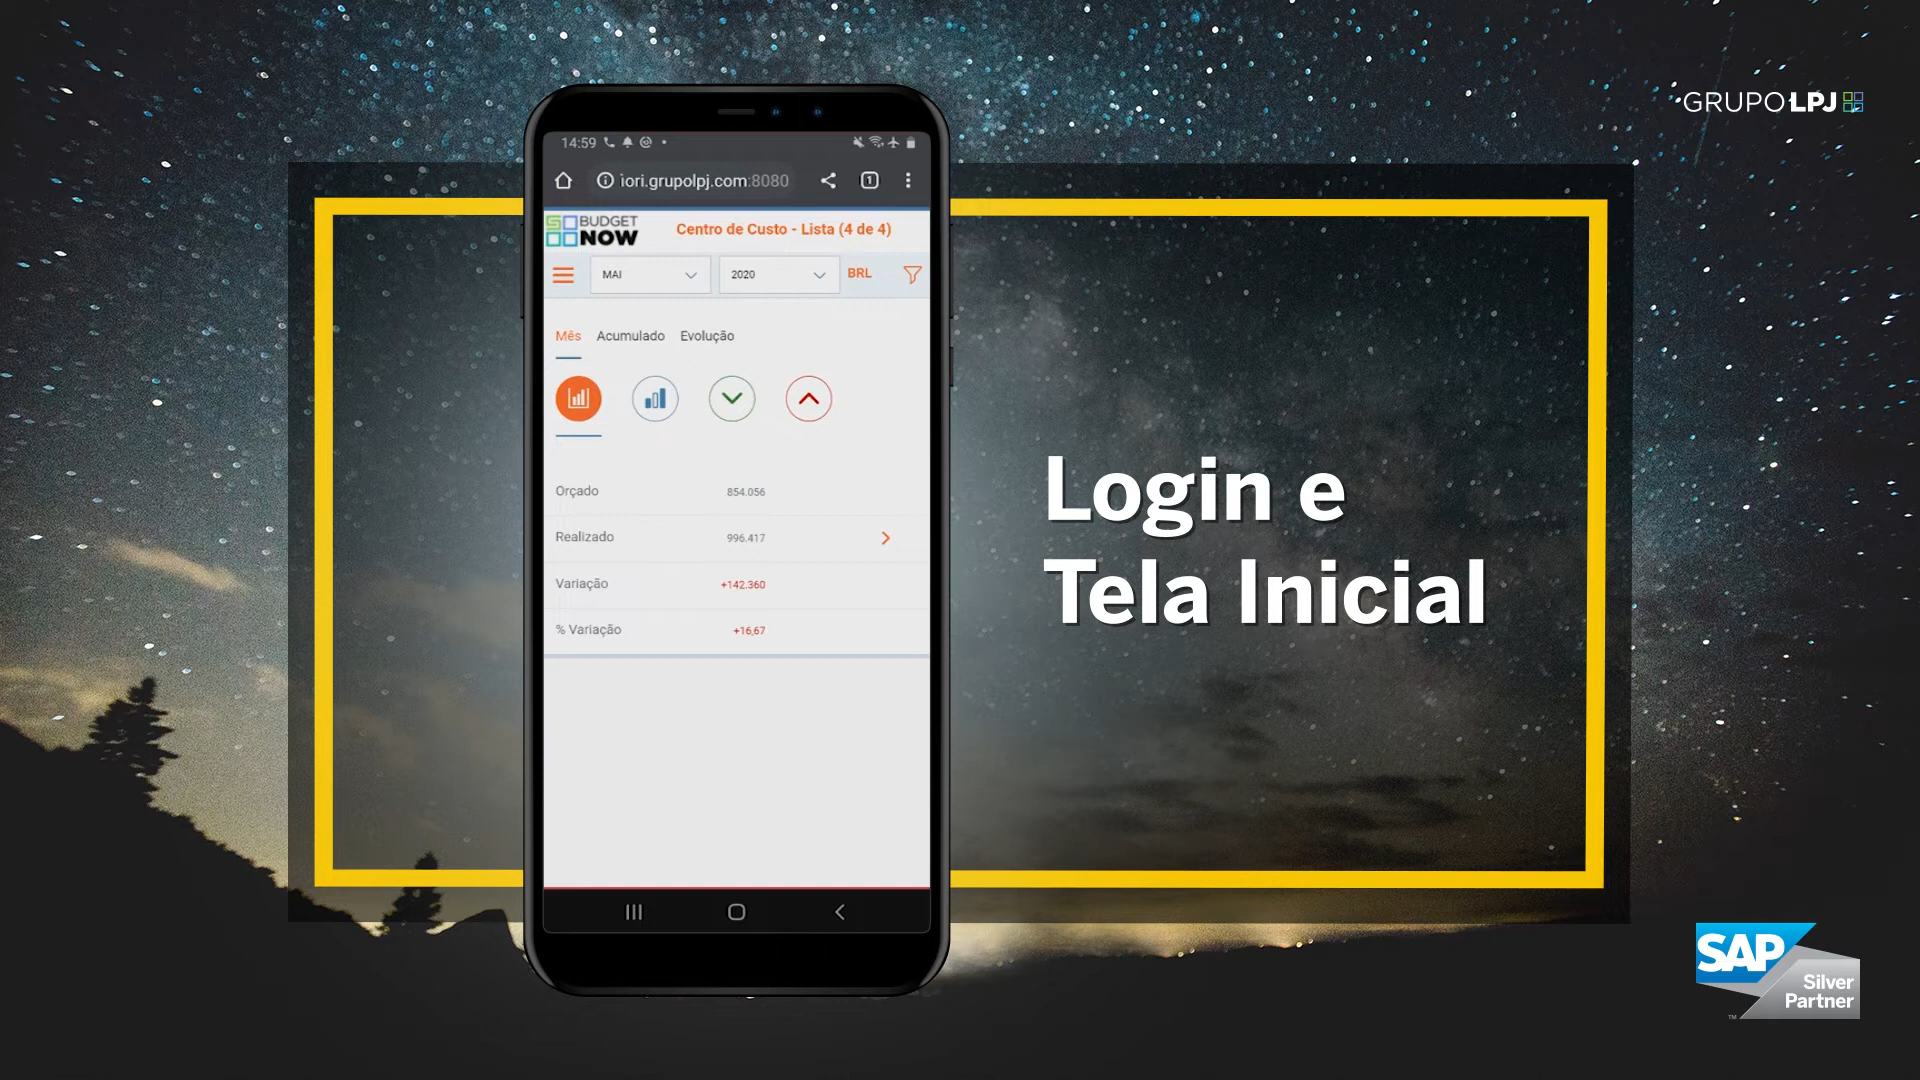 GRUPO LPJ
14:59
iori.grupolpj.com:8080
1
BUDGET
NOW
Centro de Custo - Lista (4 de 4)
MAI
2020
BRL
Mês
Acumulado
Evolução
Orçado
854.056
Realizado
996.417
Variação
+142.360
% Variação
+16,67
Login e
Tela Inicial
SAP
Silver
Partner
TM